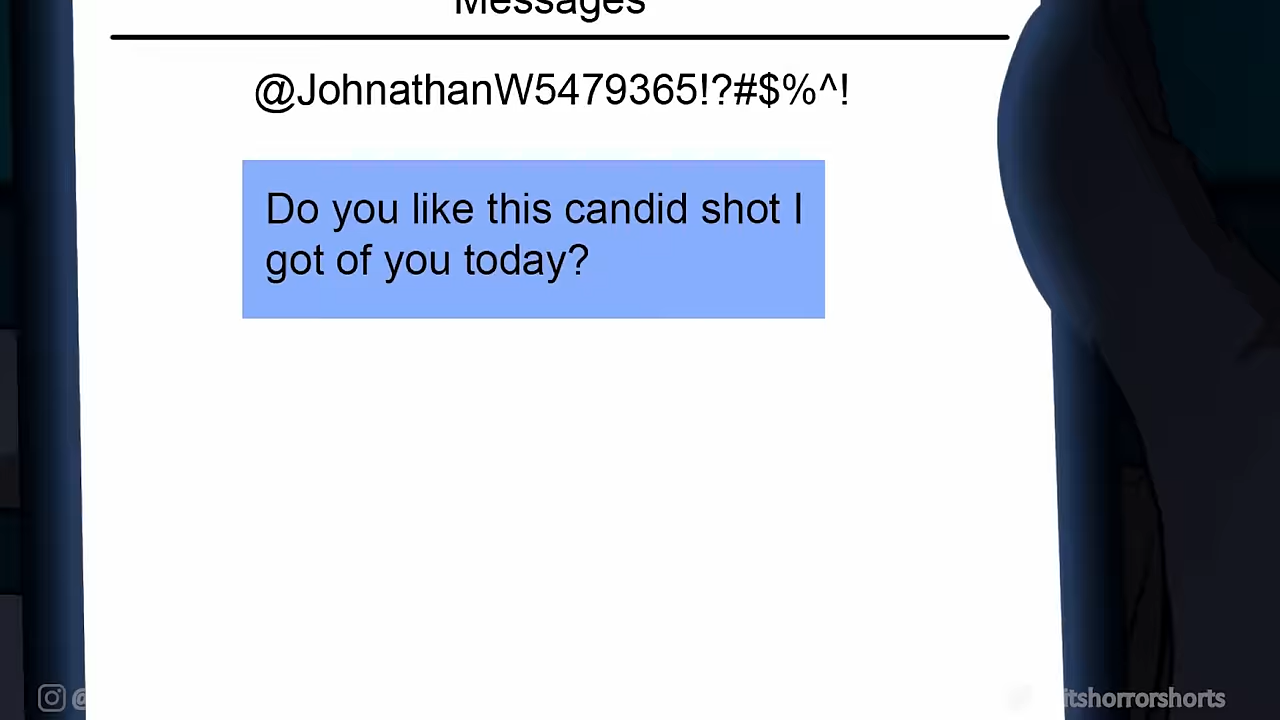 Messages
@JohnathanW5479365!?#$%^!
Do you like this candid shot I
got of you today?
@
itshorrorshorts